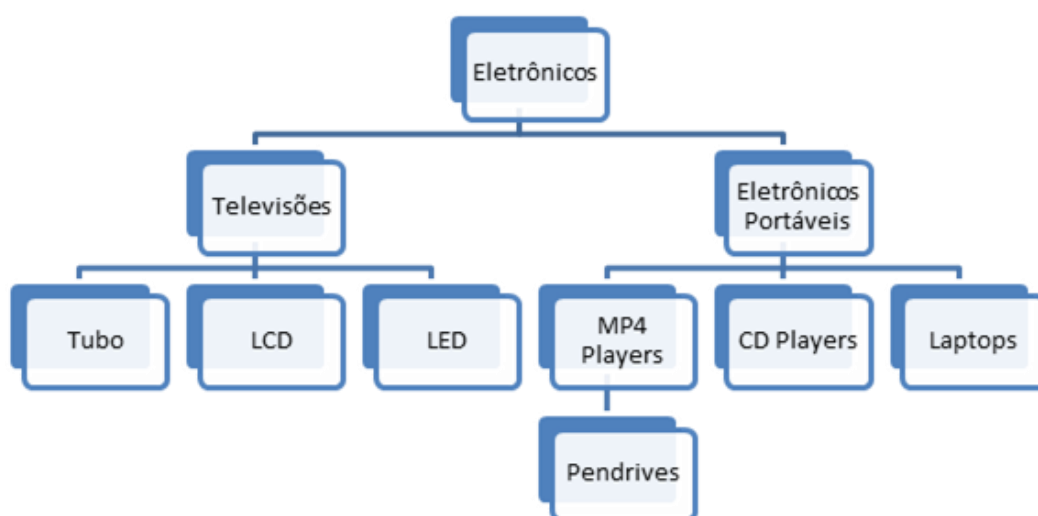 Eletrônicos
Televisões
Eletrônicos
Portáveis
Tubo
LCD
LED
MP4
Players
CD Players
Laptops
Pendrives